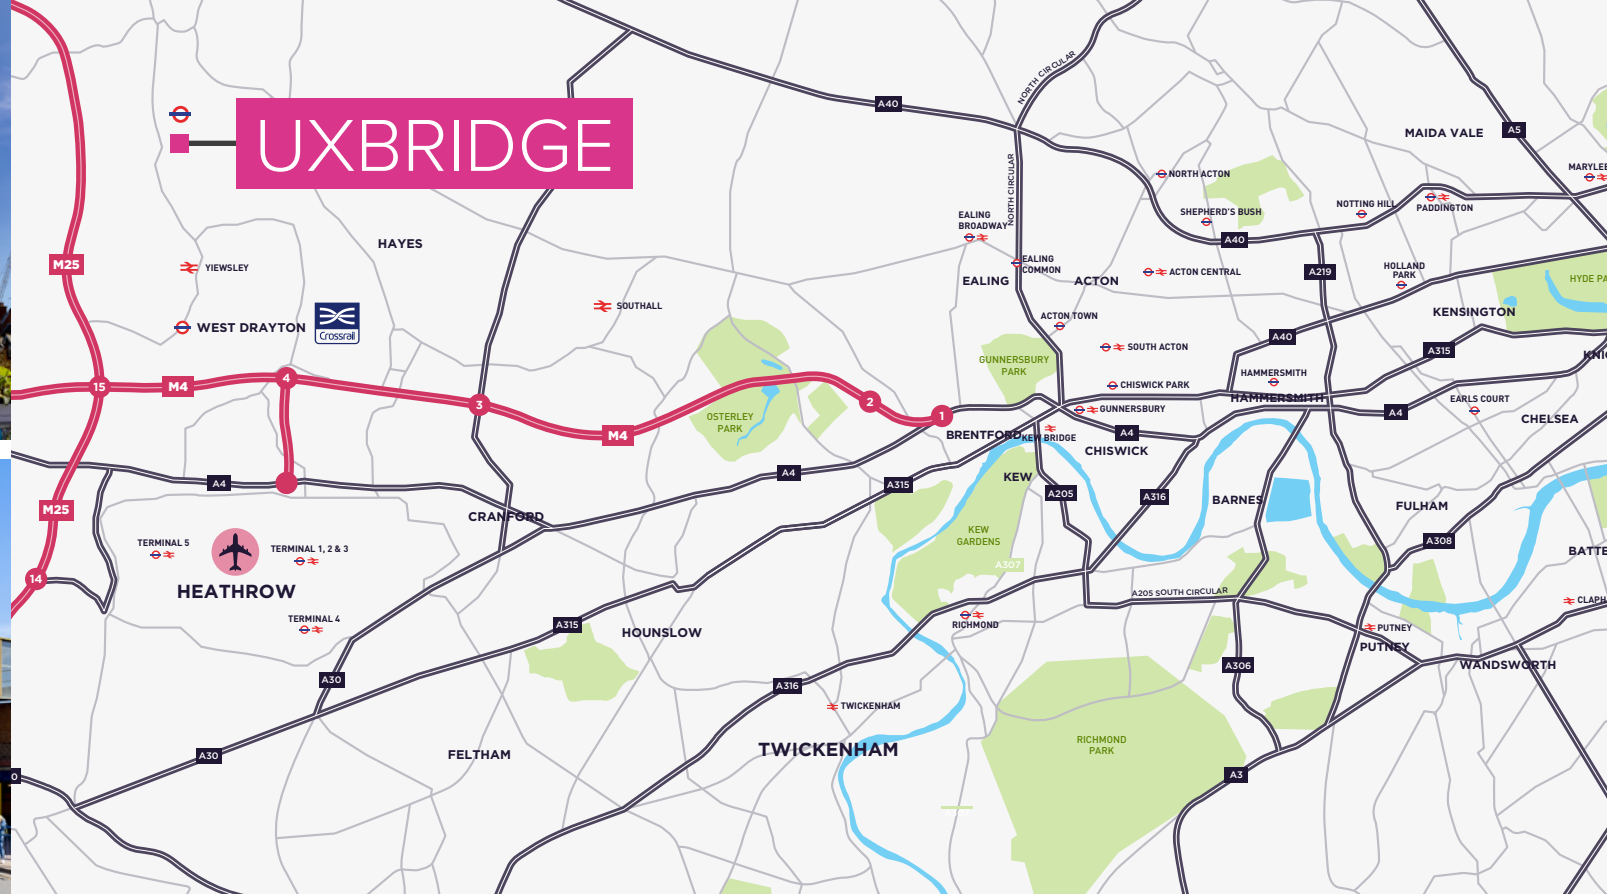 UXBRIDGE
M25
HAYES
YIEWSLEY
WEST DRAYTON
Crossrail
SOUTHALL
15
M4
4
3
M4
2
1
A4
M25
14
TERMINAL 5
TERMINAL 1, 2 & 3
HEATHROW
TERMINAL 4
CRANFORD
A30
A30
0
A315
HOUNSLOW
FELTHAM
A316
TWICKENHAM
TWICKENHAM
OSTERLEY
PARK
A4
A315
A40
NORTH CIRCULAR
NORTH CIRCULAR
EALING
BROADWAY
EALING
COMMON
EALING
ACTON
NORTH ACTON
SHEPHERD'S BUSH
A40
ACTON CENTRAL
ACTON TOWN
SOUTH ACTON
GUNNERSBURY
PARK
CHISWICK PARK
GUNNERSBURY
BRENTFORD
KEW BRIDGE
A4
CHISWICK
KEW
A205
A316
KEW
GARDENS
A307
RICHMOND
A205 SOUTH CIRCULAR
RICHMOND
PARK
A306
A3
BARNES
MAIDA VALE
A5
MARYLEB
NOTTING HILL
PADDINGTON
A219
HOLLAND
PARK
HYDE PA
KENSINGTON
A40
A315
KNIG
HAMMERSMITH
HAMMERSMITH
A4
EARLS COURT
CHELSEA
FULHAM
A308
BATTE
CLAPH
PUTNEY
PUTNEY
WANDSWORTH